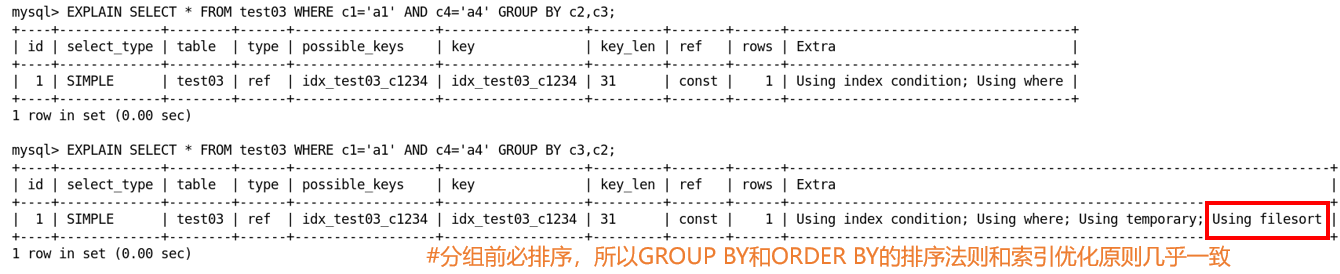 mysql> EXPLAIN SELECT * FROM test03 WHERE c1='a1' AND c4='a4' GROUP BY c2,c3;
+----+-------------+--------+------+-----------------+-----------------+---------+-------+------+------------------------------------+
| id | select_type | table | type | possible_keys | key | key_len | ref | rows | Extra |
+----+-------------+--------+------+-----------------+-----------------+---------+-------+------+------------------------------------+
| 1 | SIMPLE | test03 | ref | idx_test03_c1234 | idx_test03_c1234 | 31 | const | 1 | Using index condition; Using where |
+----+-------------+--------+------+-----------------+-----------------+---------+-------+------+------------------------------------+
1 row in set (0.00 sec)
mysql> EXPLAIN SELECT * FROM test03 WHERE c1='a1' AND c4='a4' GROUP BY c3,c2;
+----+-------------+--------+------+-----------------+-----------------+---------+-------+------+---------------------------------------------------------------------+
| id | select_type | table | type | possible_keys | key | key_len | ref | rows | Extra |
+----+-------------+--------+------+-----------------+-----------------+---------+-------+------+---------------------------------------------------------------------+
| 1 | SIMPLE | test03 | ref | idx_test03_c1234 | idx_test03_c1234 | 31 | const | 1 | Using index condition; Using where; Using temporary; Using filesort |
+----+-------------+--------+------+-----------------+-----------------+---------+-------+------+---------------------------------------------------------------------+
1 row in set (0.00 sec)
#分组前必排序，所以GROUP BY和ORDER BY的排序法则和索引优化原则几乎一致